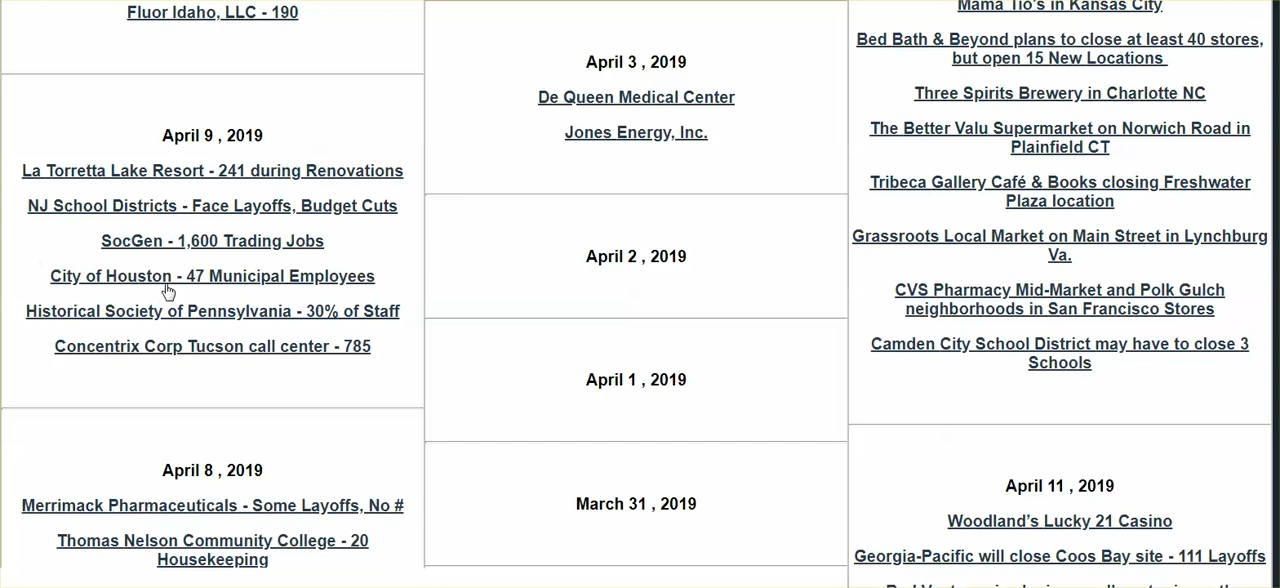 Fluor Idaho, LLC - 190
April 9 , 2019
La Torretta Lake Resort - 241 during Renovations
NJ School Districts - Face Layoffs, Budget Cuts
SocGen - 1,600 Trading Jobs
City of Houston - 47 Municipal Employees
Historical Society of Pennsylvania - 30% of Staff
Concentrix Corp Tucson call center - 785
April 8 , 2019
Merrimack Pharmaceuticals - Some Layoffs, No #
Thomas Nelson Community College - 20
Housekeeping
April 3 , 2019
De Queen Medical Center
Jones Energy, Inc.
April 2 , 2019
April 1 , 2019
March 31 , 2019
Mama Tio's in Kansas City
Bed Bath & Beyond plans to close at least 40 stores,
but open 15 New Locations
Three Spirits Brewery in Charlotte NC
The Better Valu Supermarket on Norwich Road in
Plainfield CT
Tribeca Gallery Café & Books closing Freshwater
Plaza location
Grassroots Local Market on Main Street in Lynchburg
Va.
CVS Pharmacy Mid-Market and Polk Gulch
neighborhoods in San Francisco Stores
Camden City School District may have to close 3
Schools
April 11 , 2019
Woodland’s Lucky 21 Casino
Georgia-Pacific will close Coos Bay site - 111 Layoffs